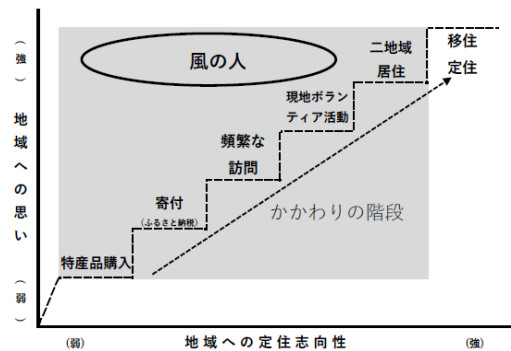 (強)
地域への思い
(弱)
風の人
移住
定住
二地域
居住
現地ボラン
ティア活動
頻繁な
訪問
寄付
(ふるさと納税)
特産品購入
かかわりの階段
(弱)
地域への定住志向性
(強)